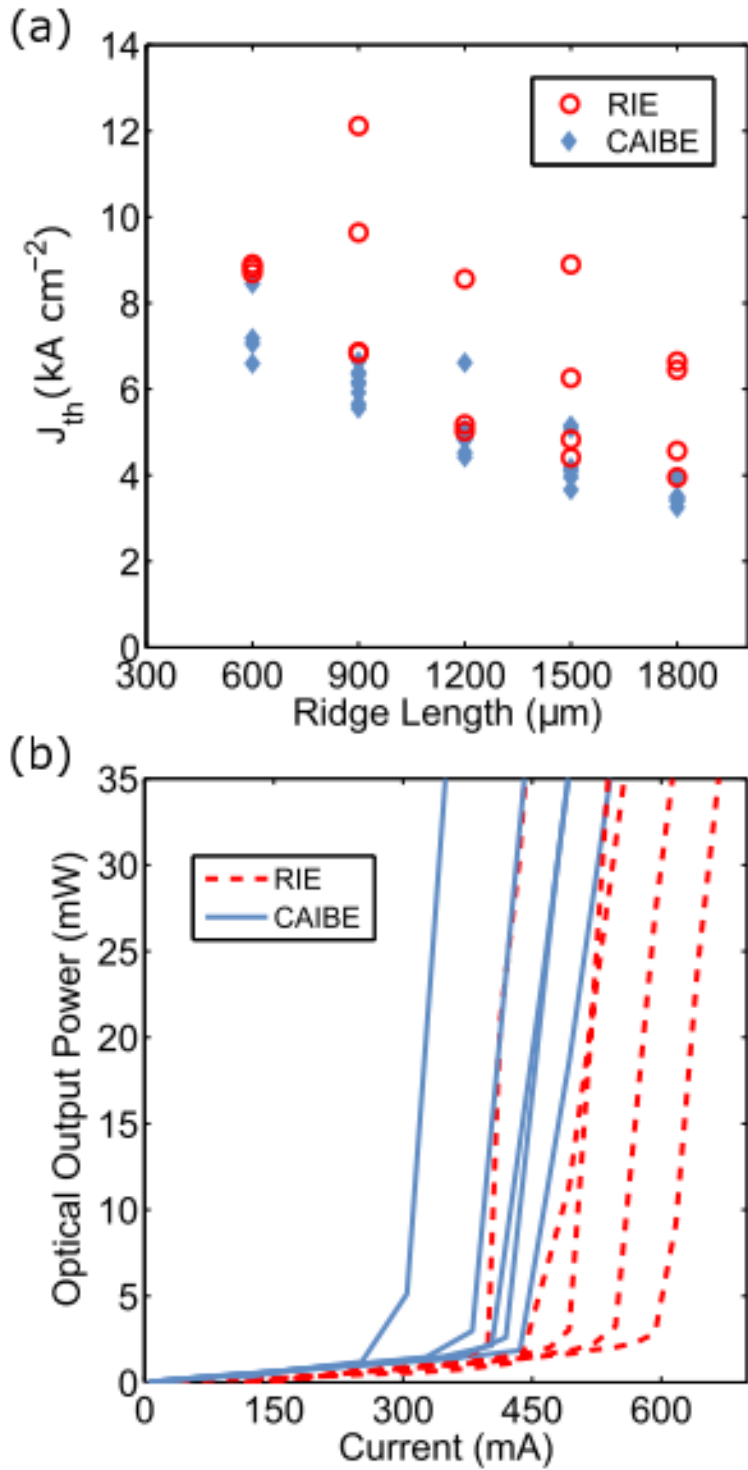 (a)
14
12
10
8
6
4
2
0
J_th (kA cm⁻²)
RIE
CAIBE
300 600 900 1200 1500 1800
Ridge Length (μm)
(b)
35
30
25
20
15
10
5
0
Optical Output Power (mW)
RIE
CAIBE
0 150 300 450 600
Current (mA)